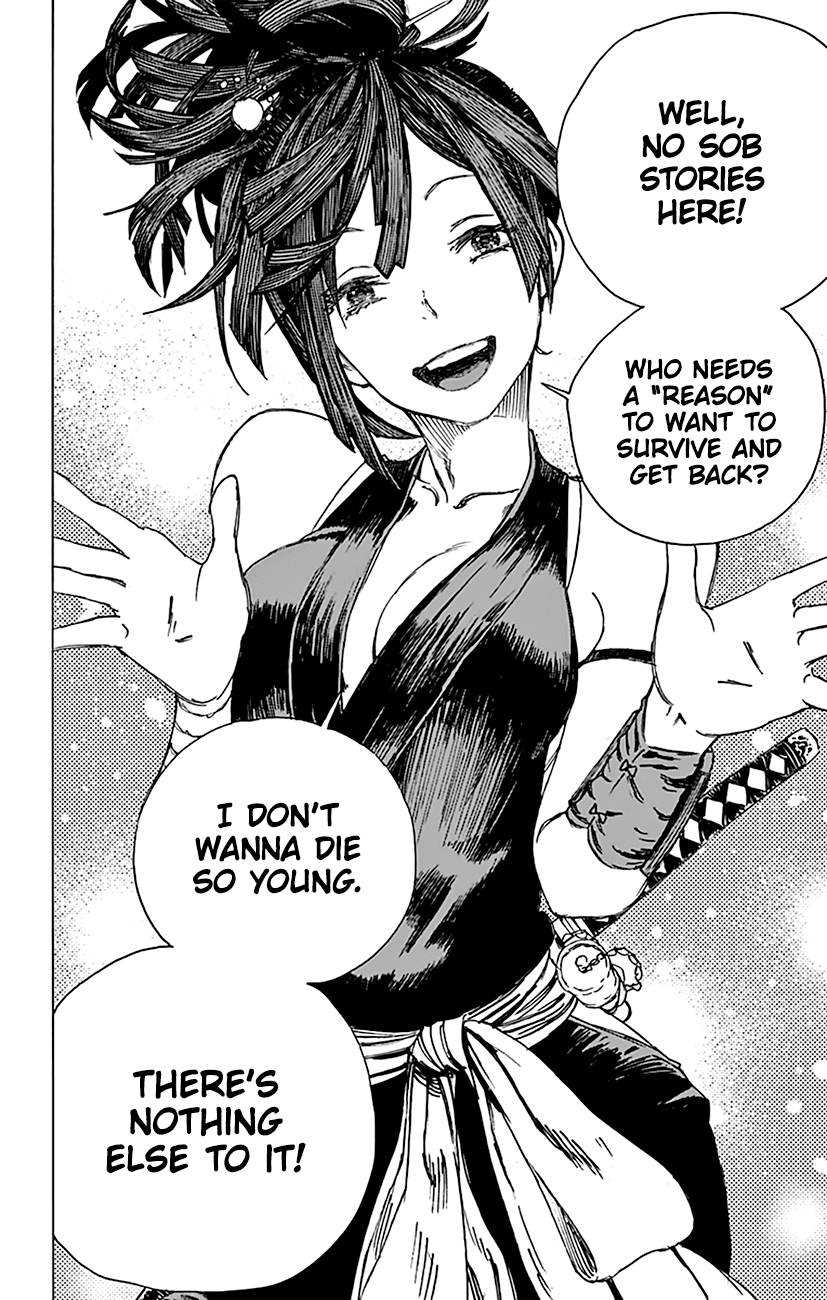 WELL,
NO SOB
STORIES
HERE!
WHO NEEDS
A "REASON"
TO WANT TO
SURVIVE AND
GET BACK?
I DON'T
WANNA DIE
SO YOUNG.
THERE'S
NOTHING
ELSE TO IT!